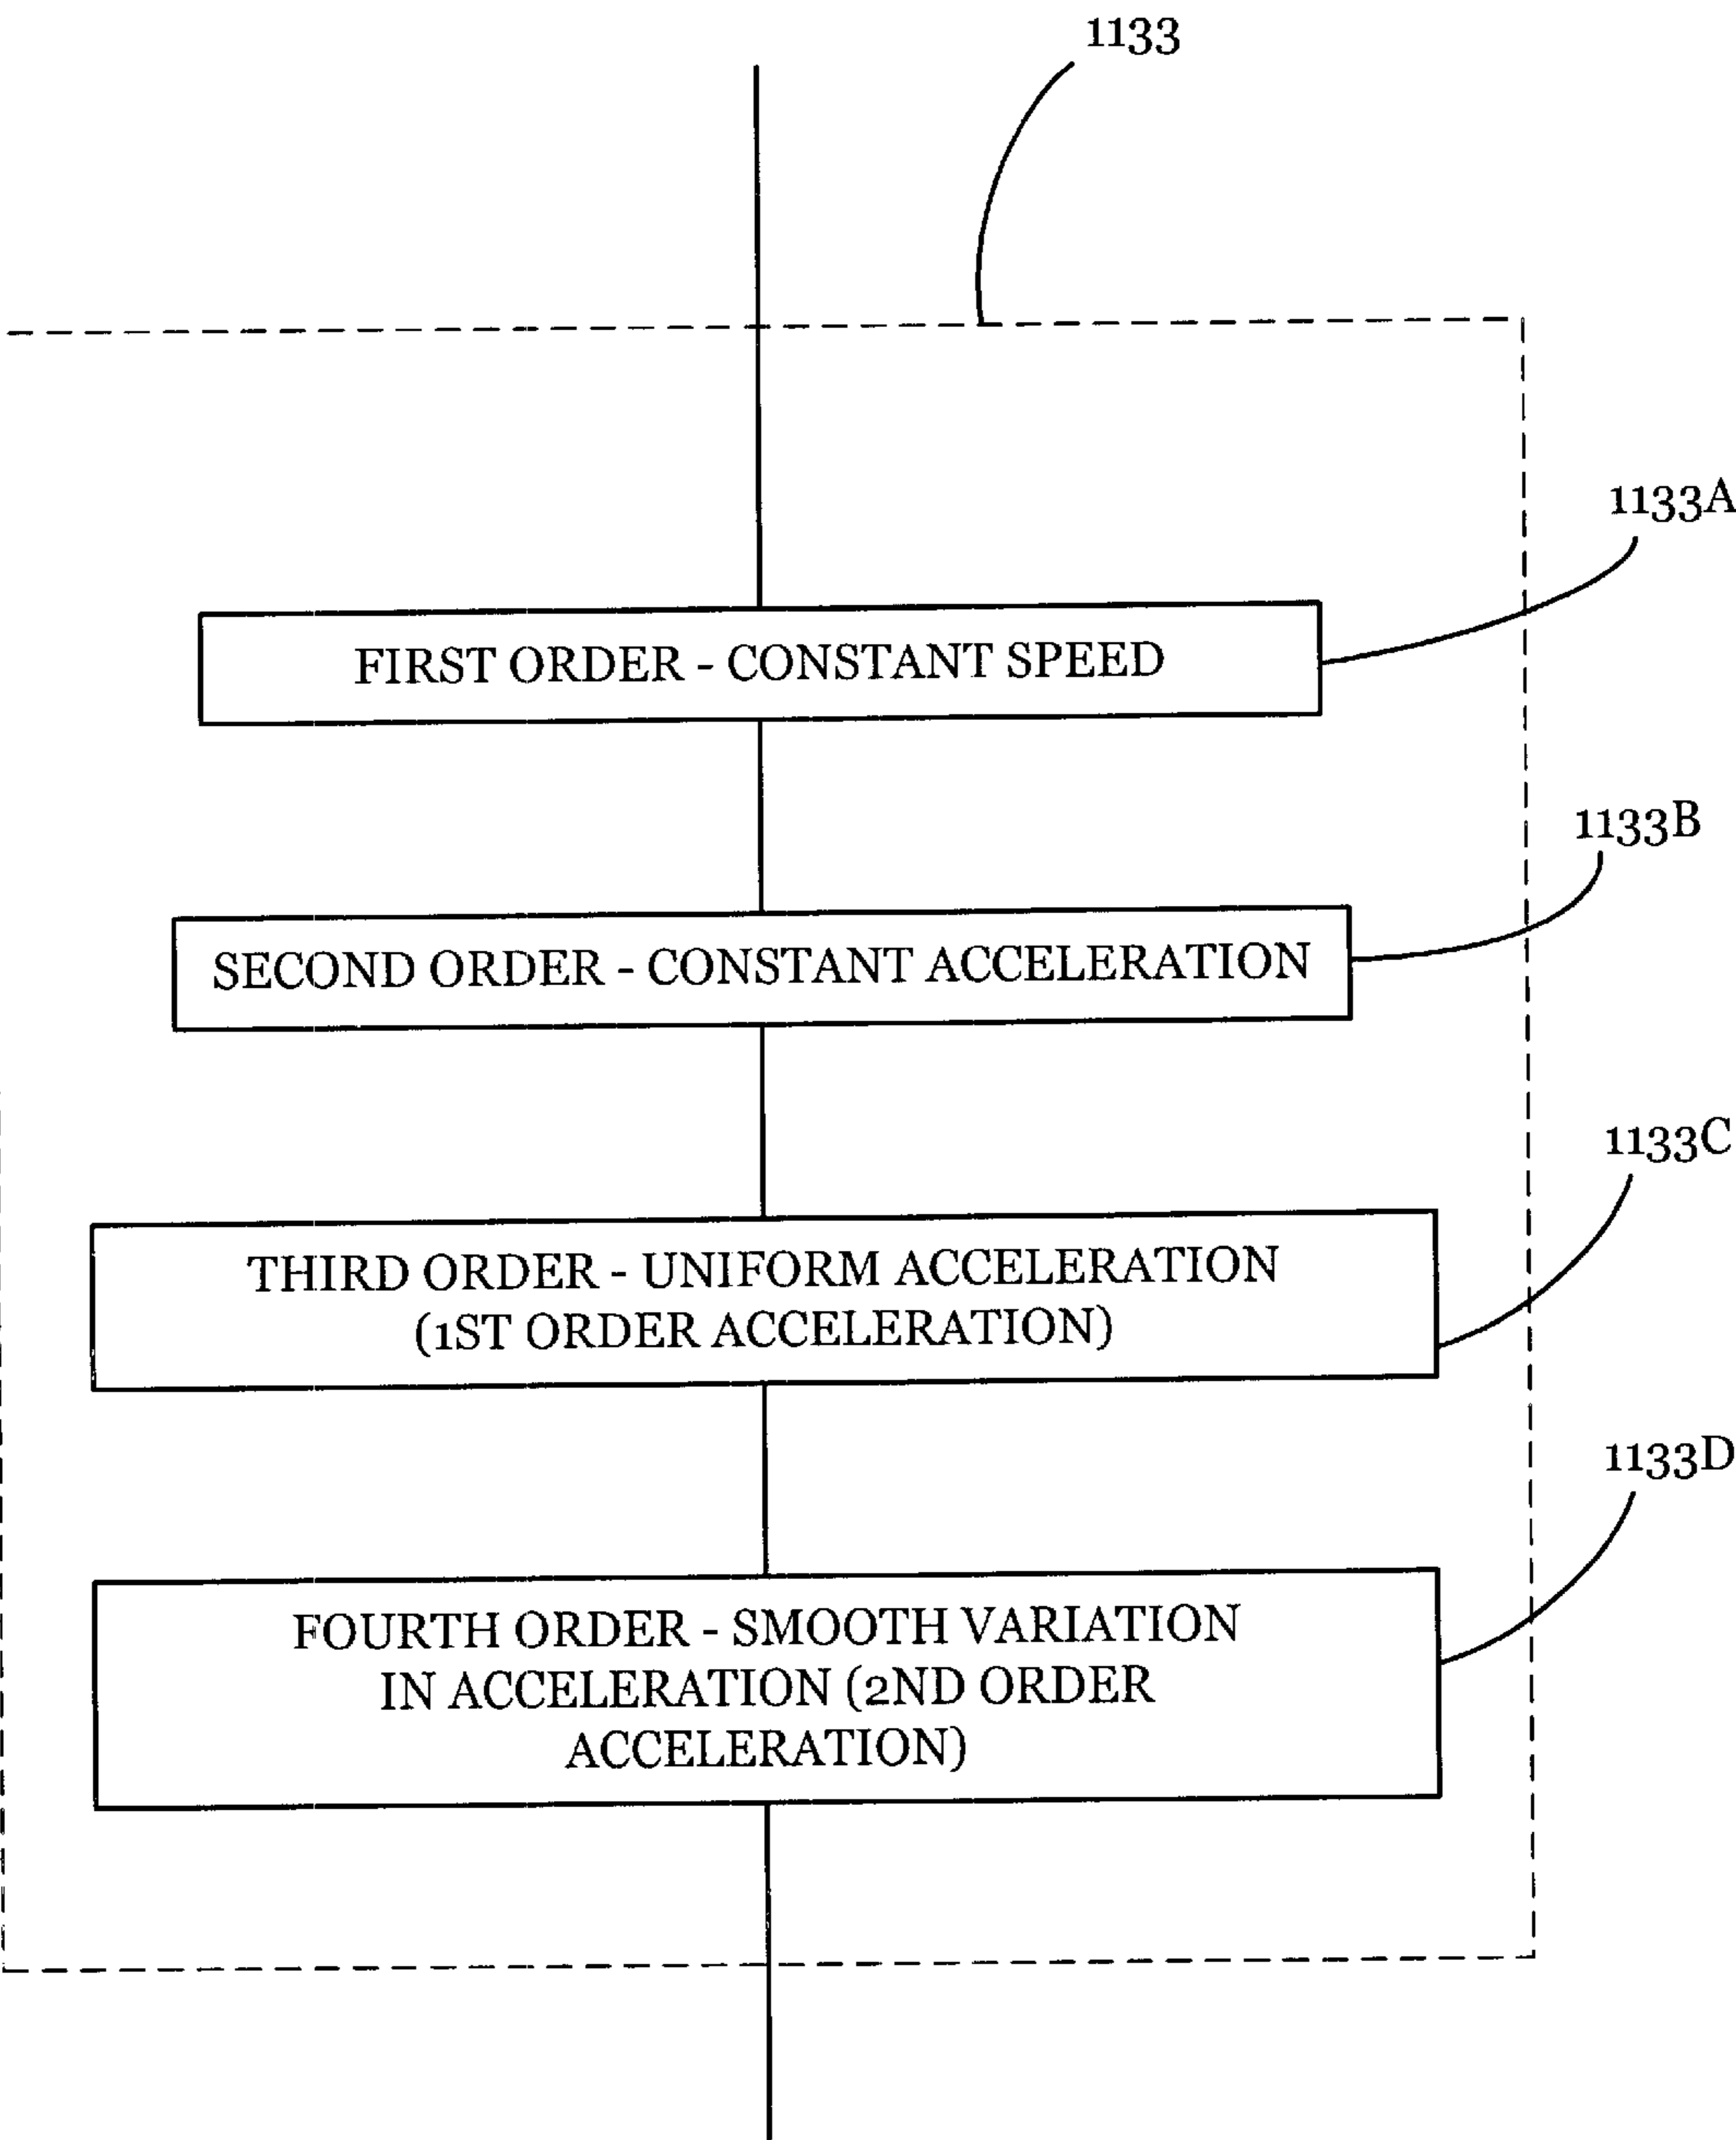 1133
1133A
FIRST ORDER - CONSTANT SPEED
1133B
SECOND ORDER - CONSTANT ACCELERATION
1133C
THIRD ORDER - UNIFORM ACCELERATION
(1ST ORDER ACCELERATION)
1133D
FOURTH ORDER - SMOOTH VARIATION
IN ACCELERATION (2ND ORDER
ACCELERATION)